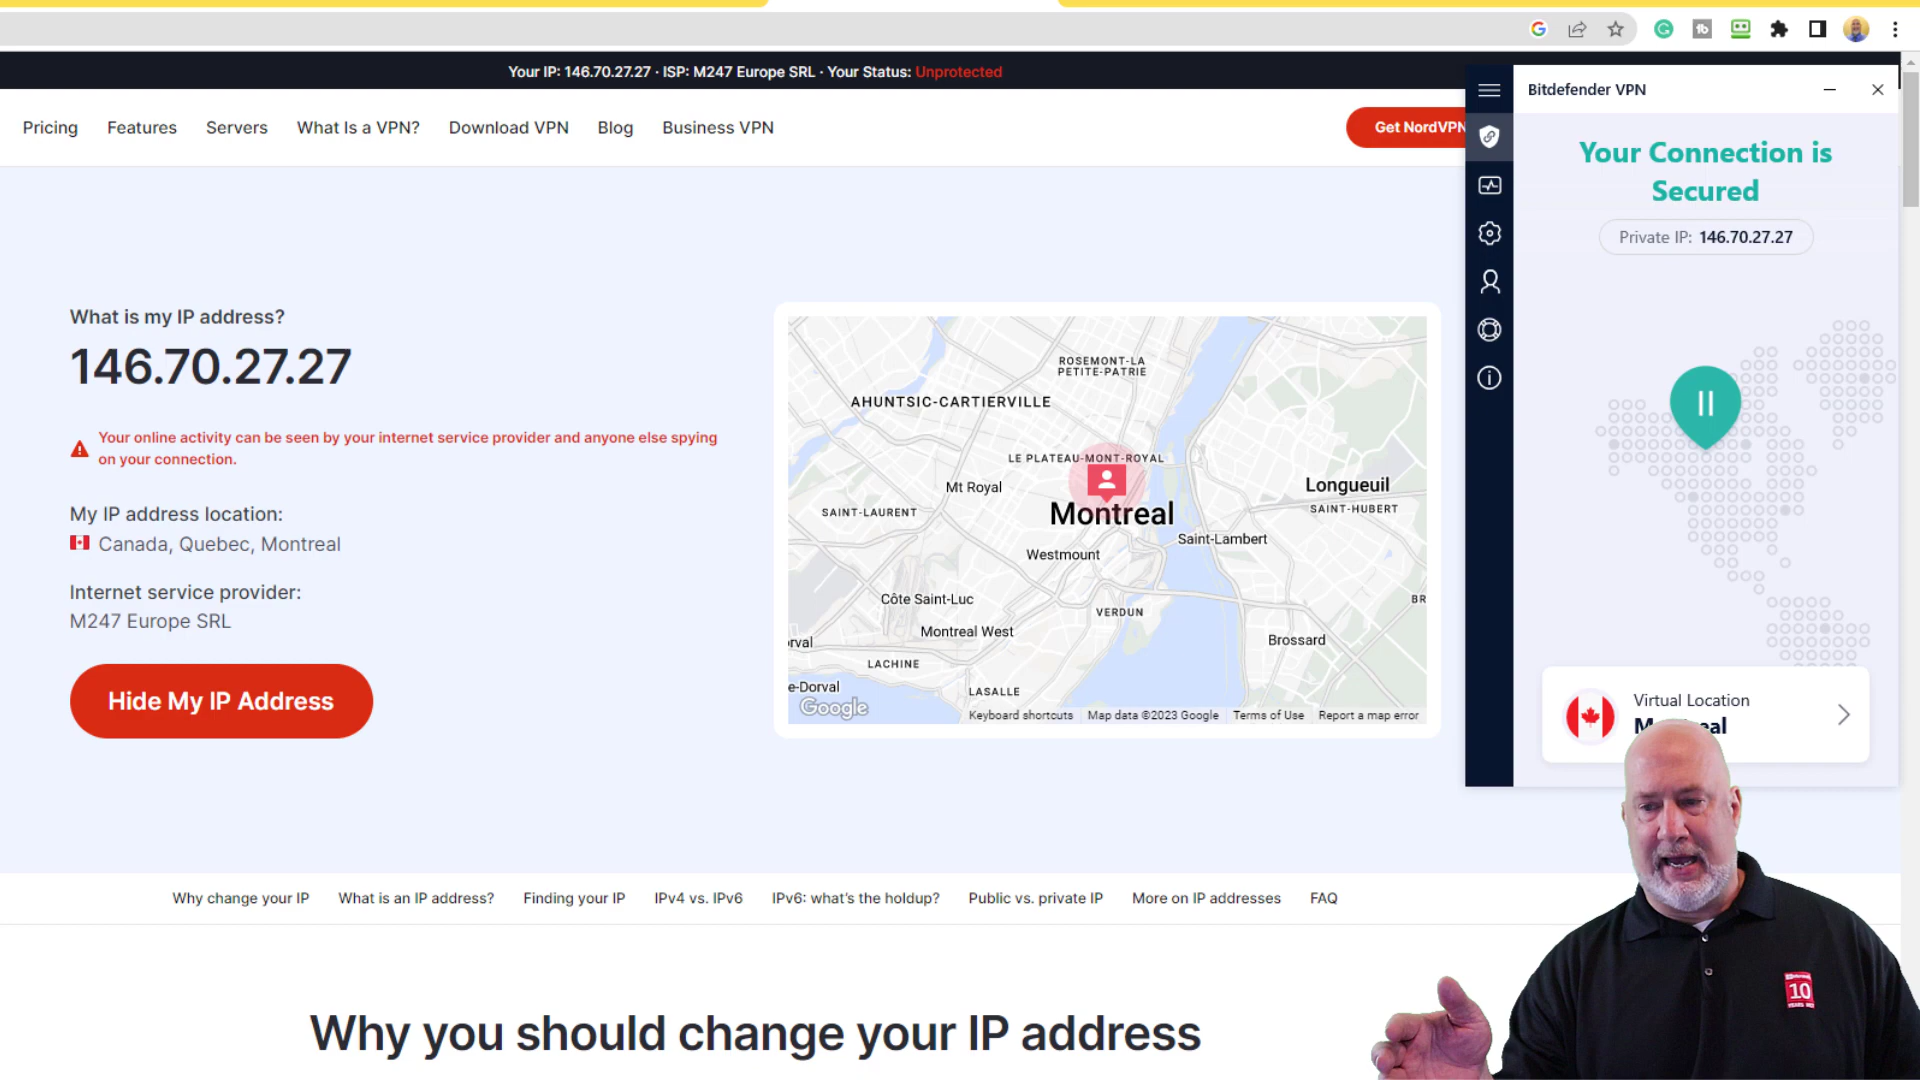 Your IP: 146.70.27.27 · ISP: M247 Europe SRL · Your Status: Unprotected
Pricing
Features
Servers
What Is a VPN?
Download VPN
Blog
Business VPN
Get NordVPN
What is my IP address?
146.70.27.27
Your online activity can be seen by your internet service provider and anyone else spying
on your connection.
My IP address location:
Canada, Quebec, Montreal
Internet service provider:
M247 Europe SRL
Hide My IP Address
ROSEMONT-LA
PETITE-PATRIE
AHUNTSIC-CARTIERVILLE
LE PLATEAU-MONT-ROYAL
Mt Royal
Longueuil
SAINT-LAURENT
Montreal
SAINT-HUBERT
Saint-Lambert
Westmount
Côte Saint-Luc
BR
VERDUN
Montreal West
Brossard
rval
LACHINE
e-Dorval
LASALLE
Google
Keyboard shortcuts
Map data ©2023 Google
Terms of Use
Report a map error
Bitdefender VPN
Your Connection is
Secured
Private IP: 146.70.27.27
Virtual Location
Why change your IP
What is an IP address?
Finding your IP
IPv4 vs. IPv6
IPv6: what's the holdup?
Public vs. private IP
More on IP addresses
FAQ
Why you should change your IP address
10